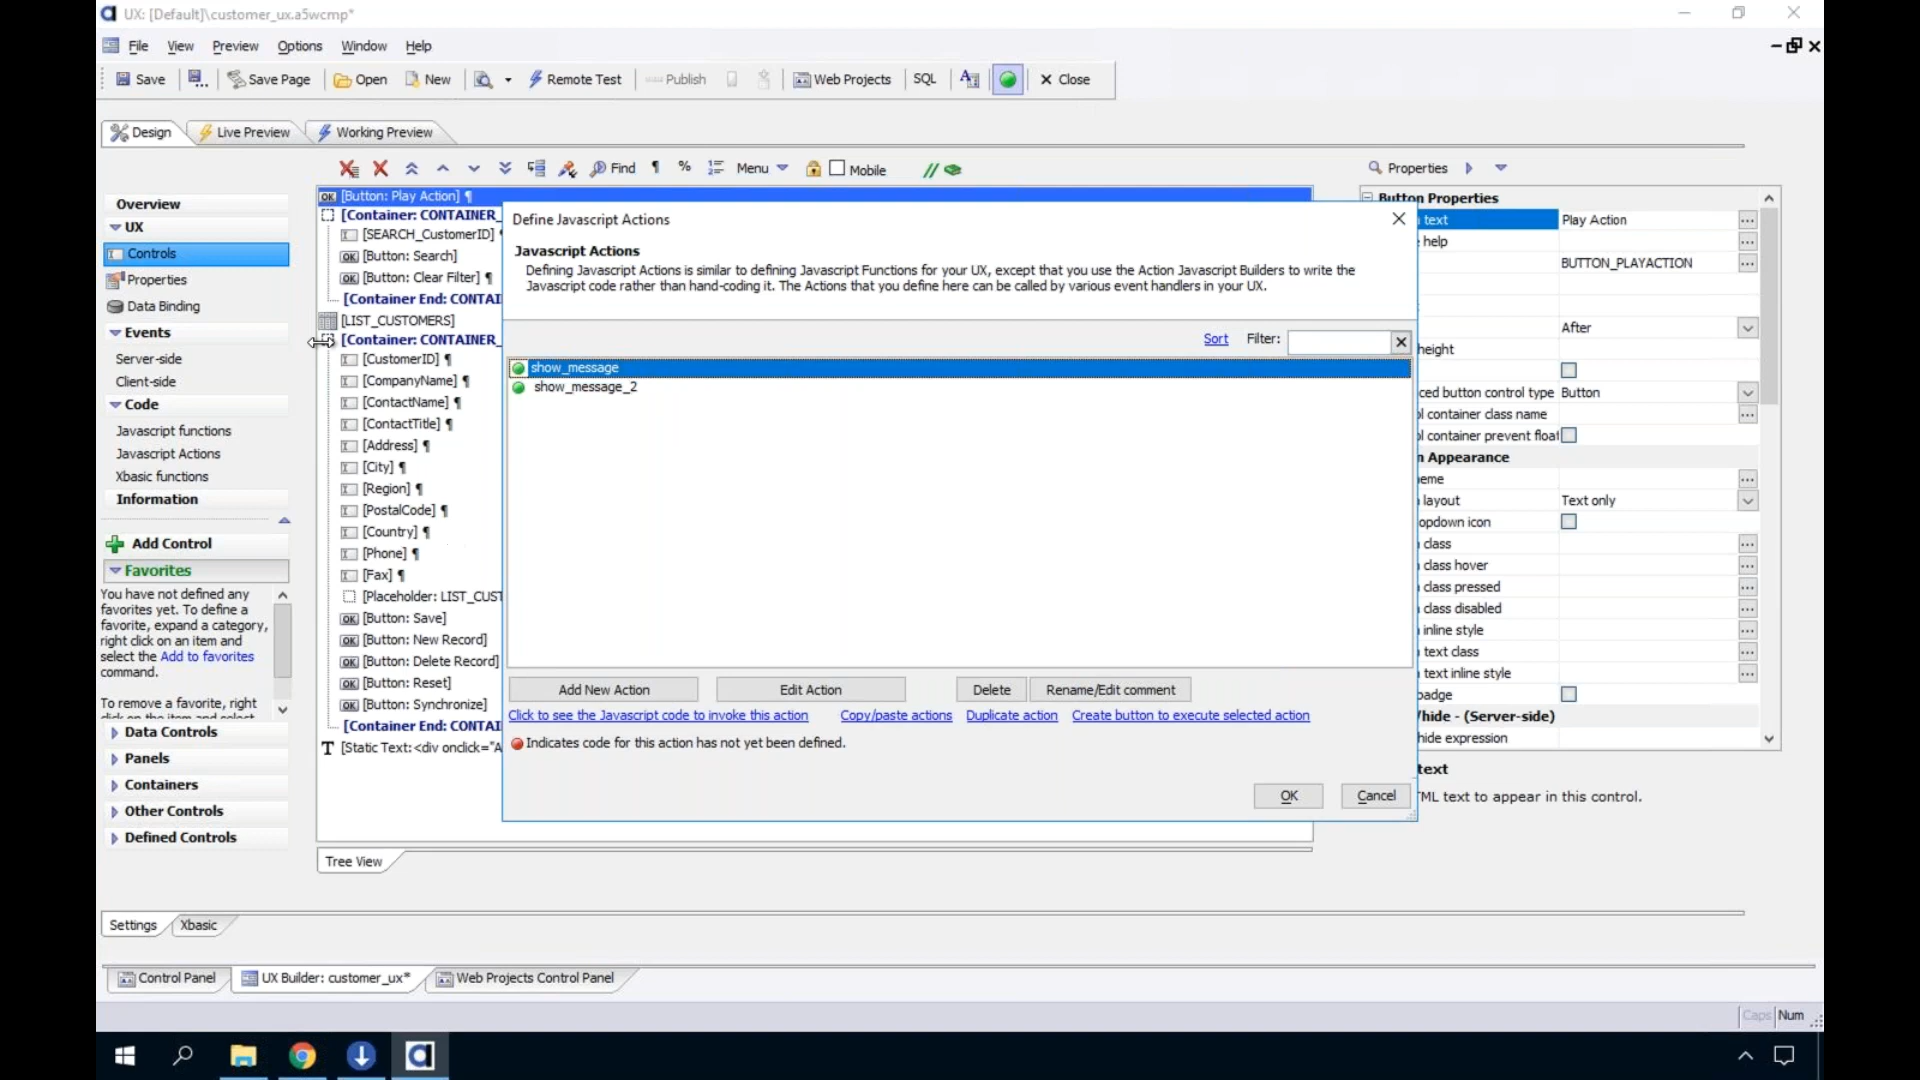 UX: [Default]\customer_ux.a5wcmp*
File View Preview Options Window Help
Save Save Page Open New Remote Test Publish Web Projects SQL Close
Design Live Preview Working Preview
Find ¶ % Menu Mobile // Properties
Overview
UX
Controls
Properties
Data Binding
Events
Server-side
Client-side
Code
Javascript functions
Javascript Actions
Xbasic functions
Information
Add Control
Favorites
You have not defined any
favorites yet. To define a
favorite, expand a category,
right click on an item and
select the Add to favorites
command.
To remove a favorite, right
Data Controls
Panels
Containers
Other Controls
Defined Controls
OK [Button: Play Action] ¶
[Container: CONTAINER_
[SEARCH_CustomerID]
OK [Button: Search]
OK [Button: Clear Filter] ¶
[Container End: CONTAI
[LIST_CUSTOMERS]
[Container: CONTAINER_
[CustomerID] ¶
[CompanyName] ¶
[ContactName] ¶
[ContactTitle] ¶
[Address] ¶
[City] ¶
[Region] ¶
[PostalCode] ¶
[Country] ¶
[Phone] ¶
[Fax] ¶
[Placeholder: LIST_CUST
OK [Button: Save]
OK [Button: New Record]
OK [Button: Delete Record]
OK [Button: Reset]
OK [Button: Synchronize]
[Container End: CONTAI
T [Static Text:<div onclick="A
Tree View
Define Javascript Actions
Javascript Actions
Defining Javascript Actions is similar to defining Javascript Functions for your UX, except that you use the Action Javascript Builders to write the
Javascript code rather than hand-coding it. The Actions that you define here can be called by various event handlers in your UX.
Sort Filter:
show_message
show_message_2
Add New Action Edit Action Delete Rename/Edit comment
Click to see the Javascript code to invoke this action Copy/paste actions Duplicate action Create button to execute selected action
Indicates code for this action has not yet been defined.
OK Cancel
Button Properties
text Play Action
help
BUTTON_PLAYACTION
After
height
ced button control type Button
ol container class name
ol container prevent float
n Appearance
eme
layout Text only
opdown icon
class
class hover
class pressed
class disabled
inline style
text class
text inline style
badge
/hide - (Server-side)
hide expression
text
TML text to appear in this control.
Settings Xbasic
Control Panel UX Builder: customer_ux* Web Projects Control Panel
Caps Num